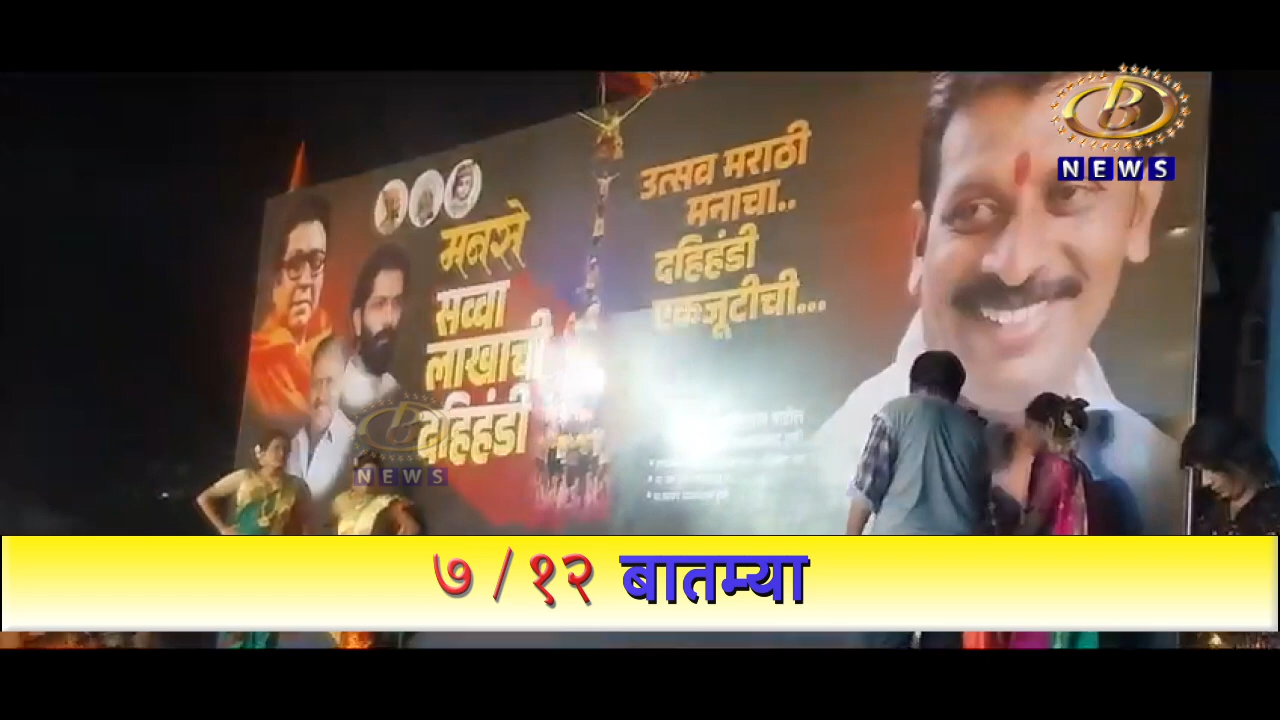 B
NEWS
मनसे
सव्वा
लाखाची
दहिहंडी
उत्सव मराठी
मनाचा..
दहिहंडी
एकजूटीची...
B
NEWS
७ / १२ बातम्या